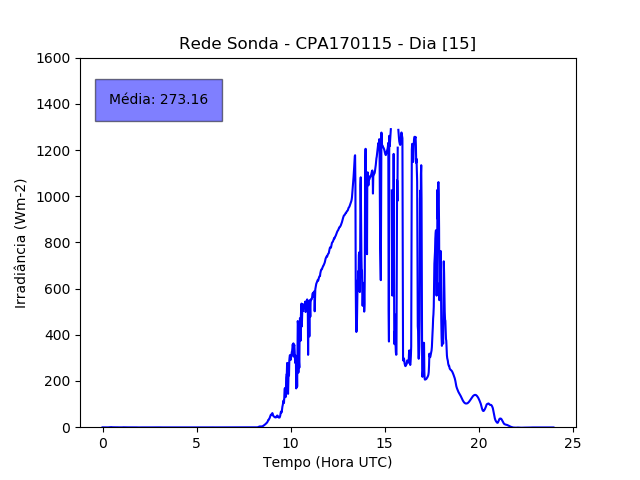 Rede Sonda - CPA170115 - Dia [15]
Média: 273.16
Irradiância (Wm-2)
1600
1400
1200
1000
800
600
400
200
0
0 5 10 15 20 25
Tempo (Hora UTC)